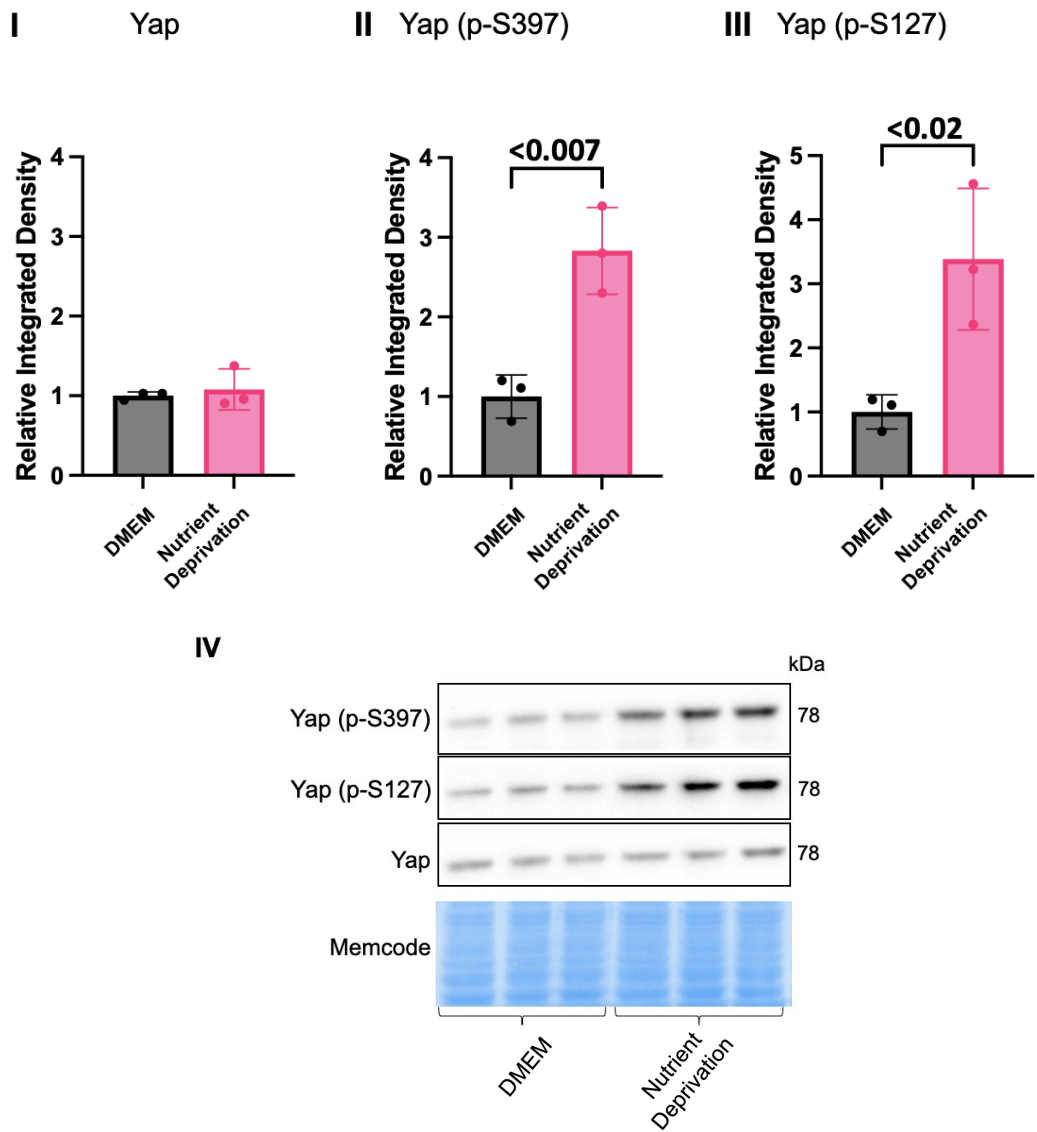 I Yap
II Yap (p-S397)
III Yap (p-S127)
Relative Integrated Density
4
3
2
1
0
DMEM
Nutrient
Deprivation
Relative Integrated Density
<0.007
4
3
2
1
0
DMEM
Nutrient
Deprivation
Relative Integrated Density
<0.02
5
4
3
2
1
0
DMEM
Nutrient
Deprivation
IV
kDa
Yap (p-S397) 78
Yap (p-S127) 78
Yap 78
Memcode
DMEM
Nutrient
Deprivation